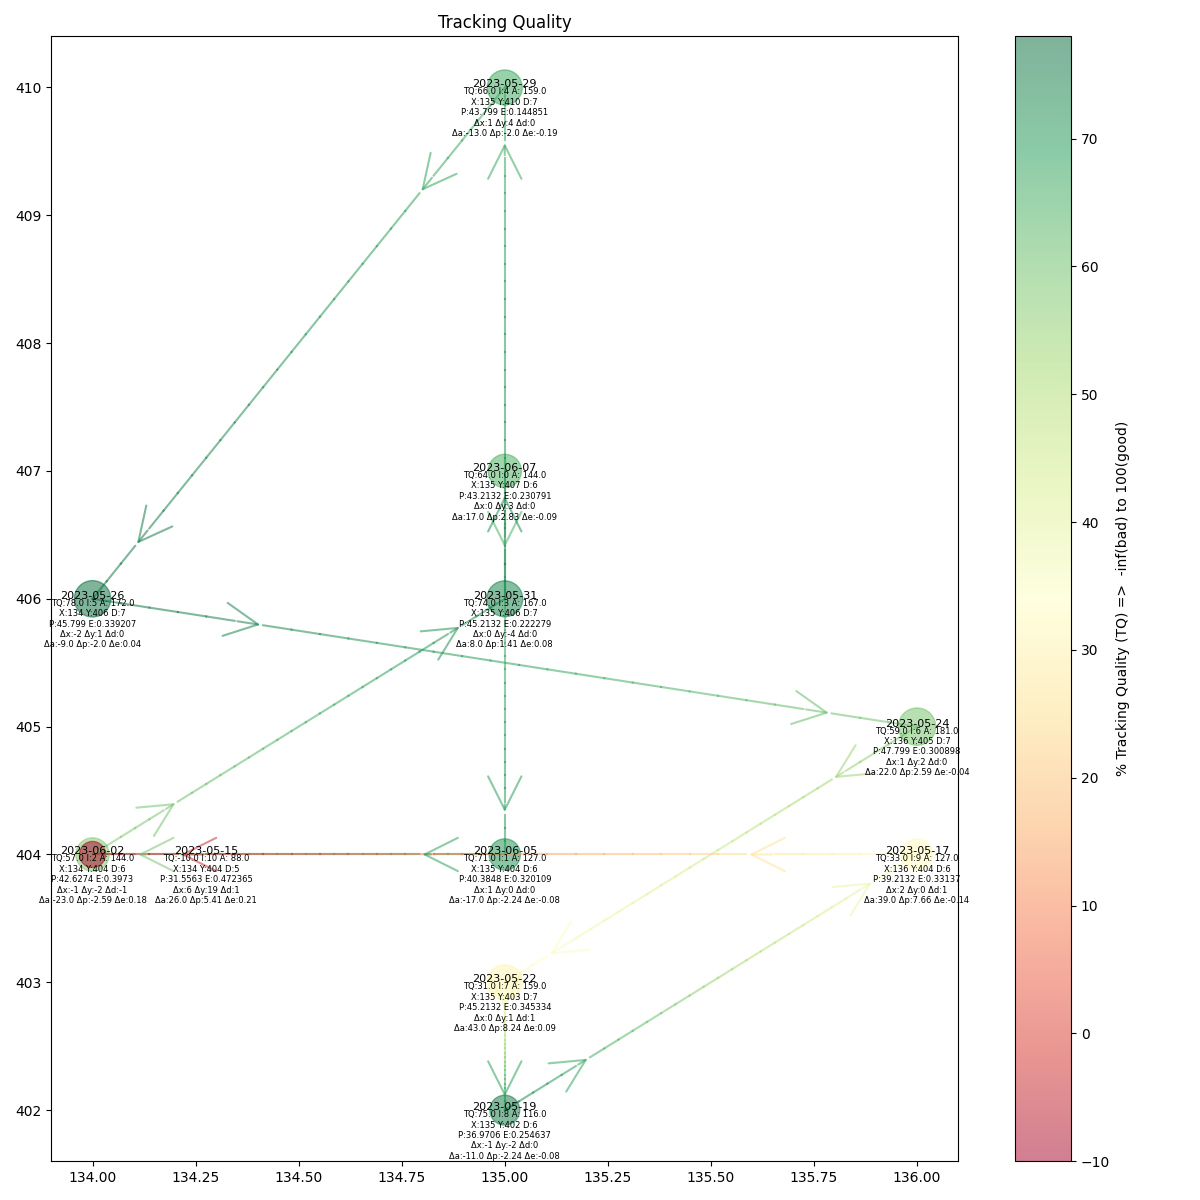 Tracking Quality
410
409
408
407
406
405
404
403
402
2023-05-29
TQ:66.0 I:4 A: 159.0
X:135 Y:410 D:7
P:43.799 E:0.144851
Δx:1 Δy:4 Δd:0
Δa:-13.0 Δp:-2.0 Δe:-0.19
2023-06-07
TQ:64.0 I:0 A: 144.0
X:135 Y:407 D:6
P:43.2132 E:0.230791
Δx:0 Δy:3 Δd:0
Δa:17.0 Δp:2.83 Δe:-0.09
2023-05-26
TQ:78.0 I:5 A: 172.0
X:134 Y:406 D:7
P:45.799 E:0.339207
Δx:-2 Δy:1 Δd:0
Δa:-9.0 Δp:-2.0 Δe:0.04
2023-05-31
TQ:74.0 I:3 A: 167.0
X:135 Y:406 D:7
P:45.2132 E:0.222279
Δx:0 Δy:-4 Δd:0
Δa:8.0 Δp:1.41 Δe:0.08
2023-05-24
TQ:59.0 I:6 A: 181.0
X:136 Y:405 D:7
P:47.799 E:0.300898
Δx:1 Δy:2 Δd:0
Δa:22.0 Δp:2.59 Δe:-0.04
2023-06-02
TQ:57.0 I:2 A: 144.0
X:134 Y:404 D:6
P:42.6274 E:0.3973
Δx:-1 Δy:-2 Δd:-1
Δa:-23.0 Δp:-2.59 Δe:0.18
2023-05-15
TQ:-10.0 I:10 A: 88.0
X:134 Y:404 D:5
P:31.5563 E:0.472365
Δx:6 Δy:19 Δd:1
Δa:26.0 Δp:5.41 Δe:0.21
2023-06-05
TQ:71.0 I:1 A: 127.0
X:135 Y:404 D:6
P:40.3848 E:0.320109
Δx:1 Δy:0 Δd:0
Δa:-17.0 Δp:-2.24 Δe:-0.08
2023-05-17
TQ:33.0 I:9 A: 127.0
X:136 Y:404 D:6
P:39.2132 E:0.33137
Δx:2 Δy:0 Δd:1
Δa:39.0 Δp:7.66 Δe:-0.14
2023-05-22
TQ:31.0 I:7 A: 159.0
X:135 Y:403 D:7
P:45.2132 E:0.345334
Δx:0 Δy:1 Δd:1
Δa:43.0 Δp:8.24 Δe:0.09
2023-05-19
TQ:75.0 I:8 A: 116.0
X:135 Y:402 D:6
P:36.9706 E:0.254637
Δx:-1 Δy:-2 Δd:0
Δa:-11.0 Δp:-2.24 Δe:-0.08
134.00 134.25 134.50 134.75 135.00 135.25 135.50 135.75 136.00
70
60
50
40
30
20
10
0
−10
% Tracking Quality (TQ) => -inf(bad) to 100(good)